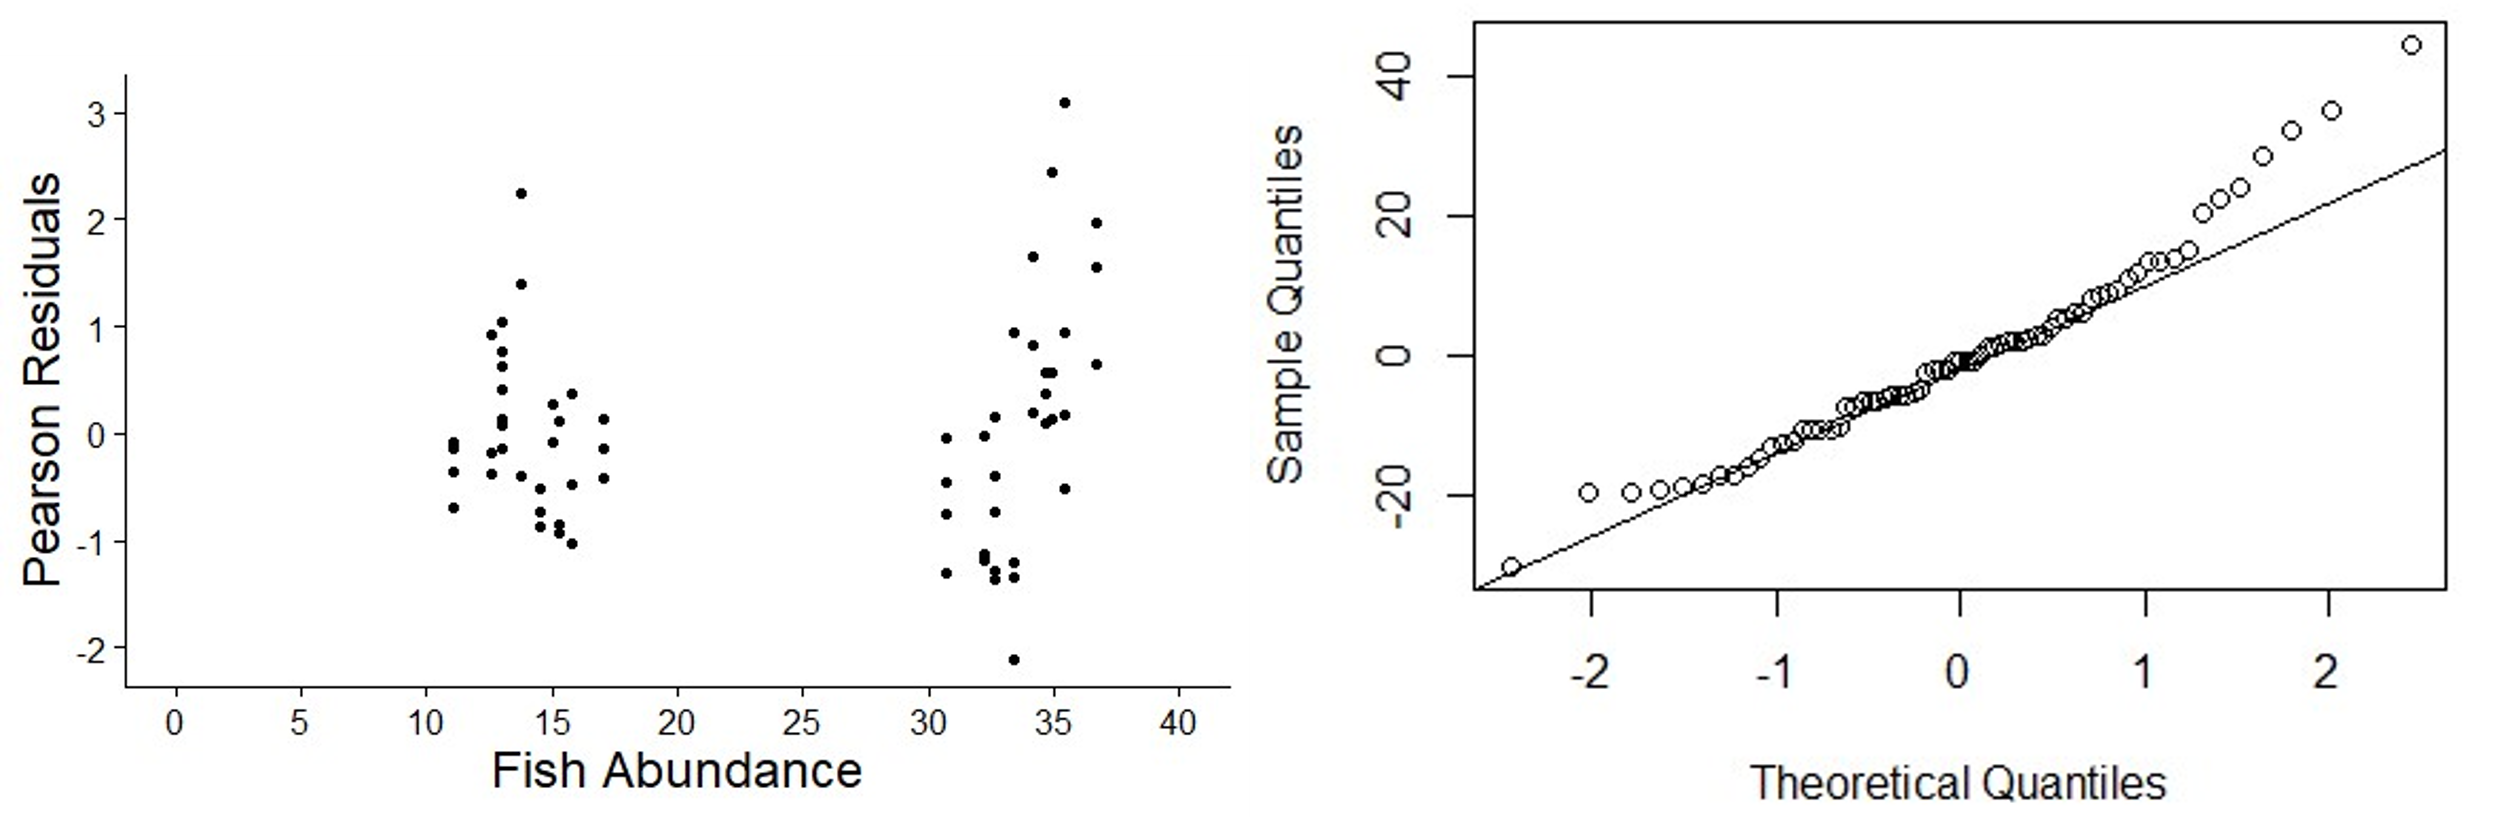 Pearson Residuals
3
2
1
0
-1
-2
0 5 10 15 20 25 30 35 40
Fish Abundance
Sample Quantiles
40
20
0
-20
-2 -1 0 1 2
Theoretical Quantiles